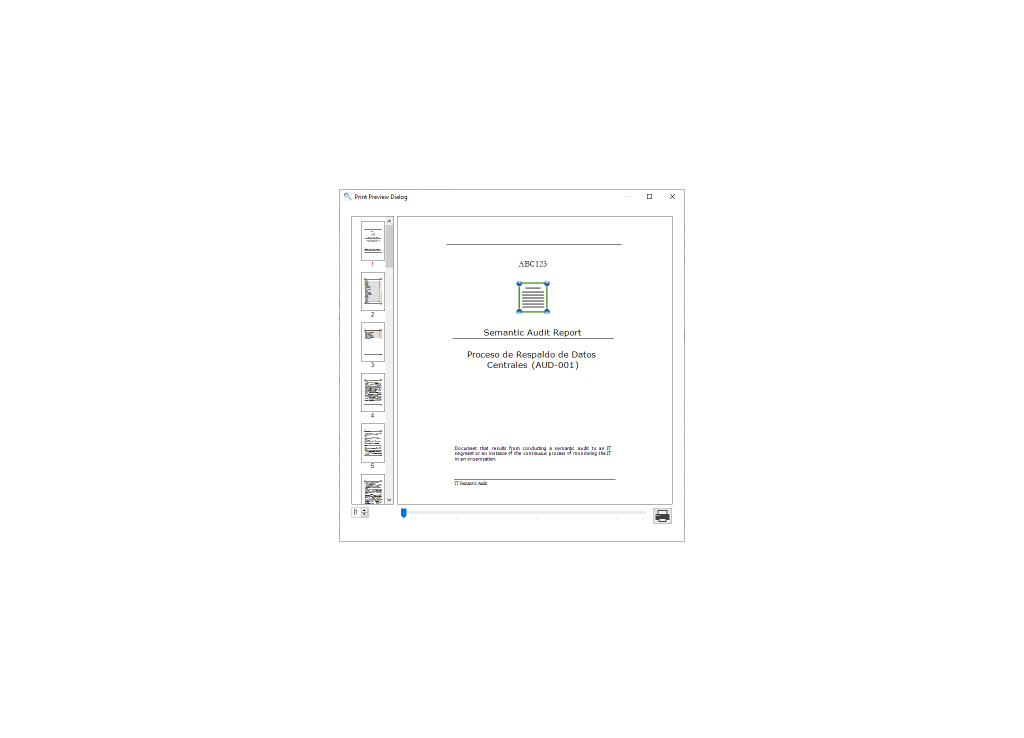 Print Preview Dialog
1
2
3
4
5
ABC123
Semantic Audit Report
Proceso de Respaldo de Datos
Centrales (AUD-001)
Document that results from conducting a semantic audit to an IT
segment or an instance of the continuous process of monitoring the IT
in an organization.
IT Semantic Audit
1